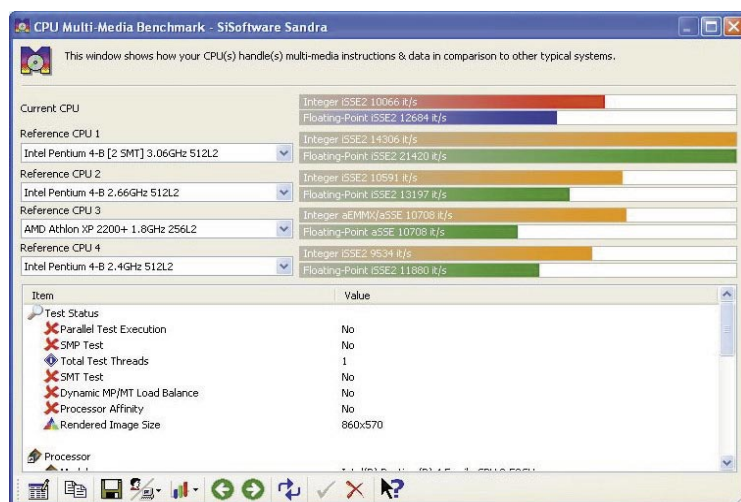 CPU Multi-Media Benchmark - SiSoftware Sandra
This window shows how your CPU(s) handle(s) multi-media instructions & data in comparison to other typical systems.
Current CPU
Integer iSSE2 10066 it/s
Floating-Point iSSE2 12684 it/s
Reference CPU 1
Intel Pentium 4-B [2 SMT] 3.06GHz 512L2
Integer iSSE2 14306 it/s
Floating-Point iSSE2 21420 it/s
Reference CPU 2
Intel Pentium 4-B 2.66GHz 512L2
Integer iSSE2 10591 it/s
Floating-Point iSSE2 13197 it/s
Reference CPU 3
AMD Athlon XP 2200+ 1.8GHz 256L2
Integer aEMMX/aSSE 10708 it/s
Floating-Point aSSE 10708 it/s
Reference CPU 4
Intel Pentium 4-B 2.4GHz 512L2
Integer iSSE2 9534 it/s
Floating-Point iSSE2 11880 it/s
Item Value
Test Status
Parallel Test Execution No
SMP Test No
Total Test Threads 1
SMT Test No
Dynamic MP/MT Load Balance No
Processor Affinity No
Rendered Image Size 860x570
Processor